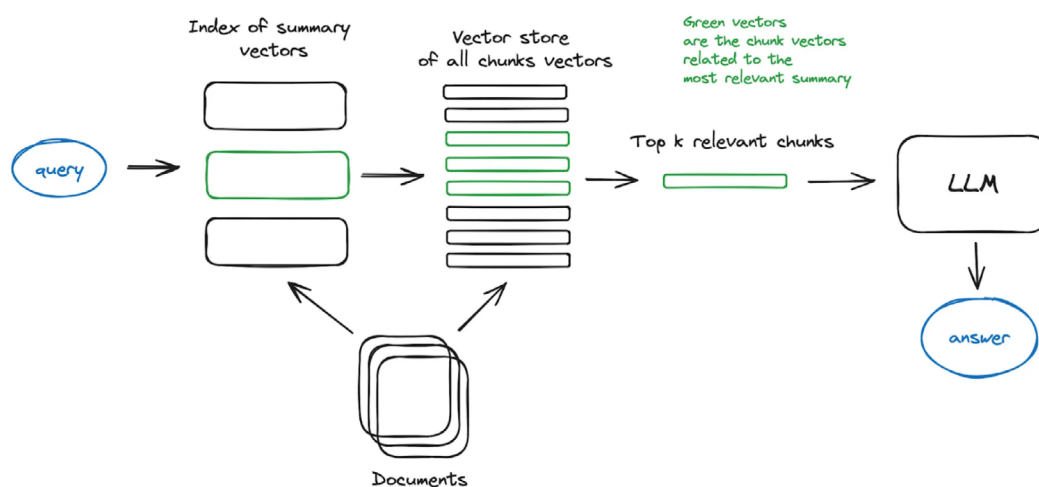 Index of summary
vectors
Vector store
of all chunks vectors
Green vectors
are the chunk vectors
related to the
most relevant summary
query
Top k relevant chunks
LLM
answer
Documents